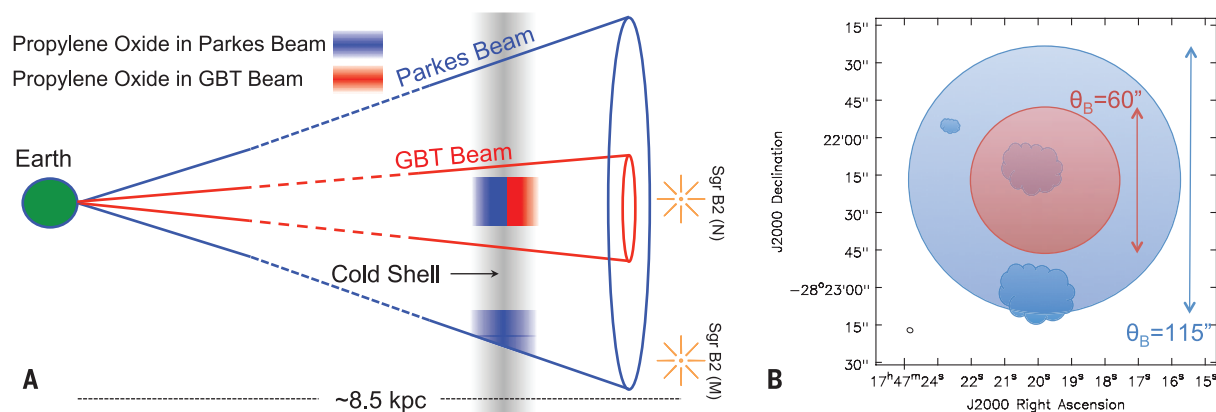 Propylene Oxide in Parkes Beam
Propylene Oxide in GBT Beam
Parkes Beam
Earth
GBT Beam
Sgr B2 (N)
Cold Shell
Sgr B2 (M)
A
~8.5 kpc
15"
30"
45"
22'00"
15"
30"
45"
-28°23'00"
15"
30"
J2000 Declination
θB=60"
θB=115"
17ʰ47ᵐ24ˢ 22ˢ 21ˢ 20ˢ 19ˢ 18ˢ 17ˢ 16ˢ 15ˢ
J2000 Right Ascension
B